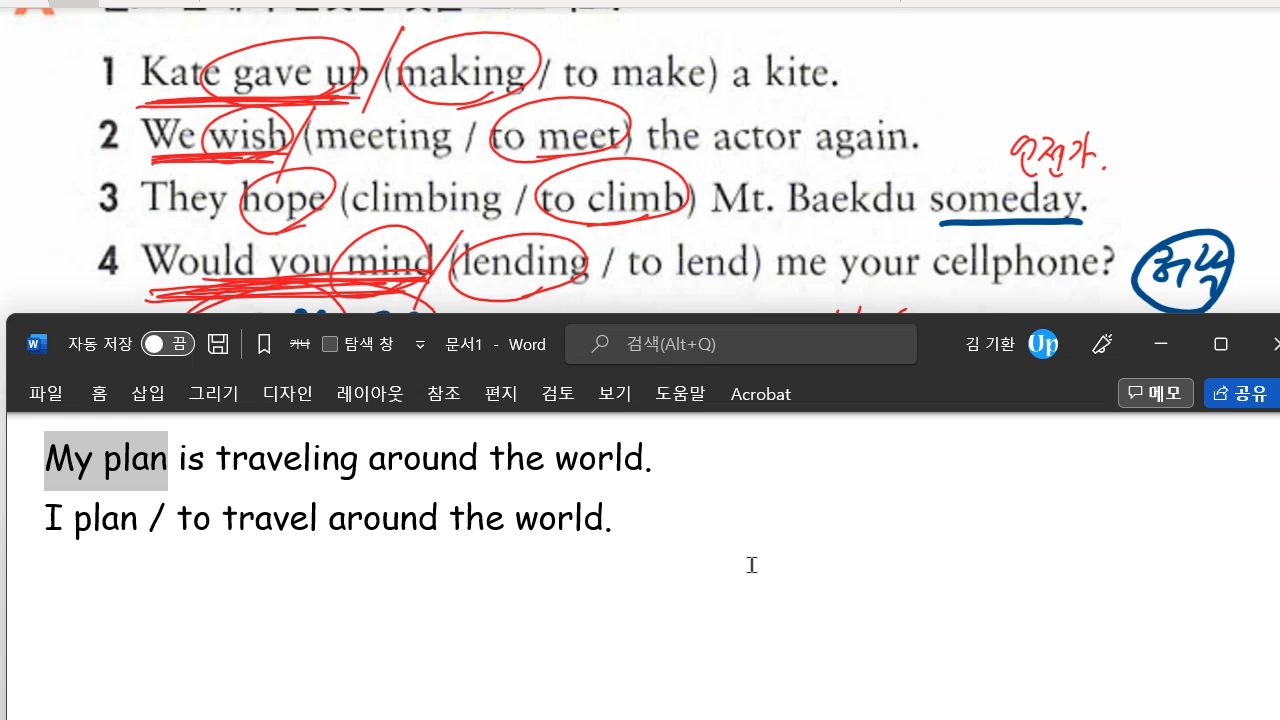 1 Kate gave up (making / to make) a kite.
2 We wish (meeting / to meet) the actor again.
언젠가.
3 They hope (climbing / to climb) Mt. Baekdu someday.
4 Would you mind (lending / to lend) me your cellphone?
허락
자동 저장 끔 가나 탐색 창 문서1 - Word 검색(Alt+Q) 김 기환 Up
파일 홈 삽입 그리기 디자인 레이아웃 참조 편지 검토 보기 도움말 Acrobat 메모 공유
My plan is traveling around the world.
I plan / to travel around the world.